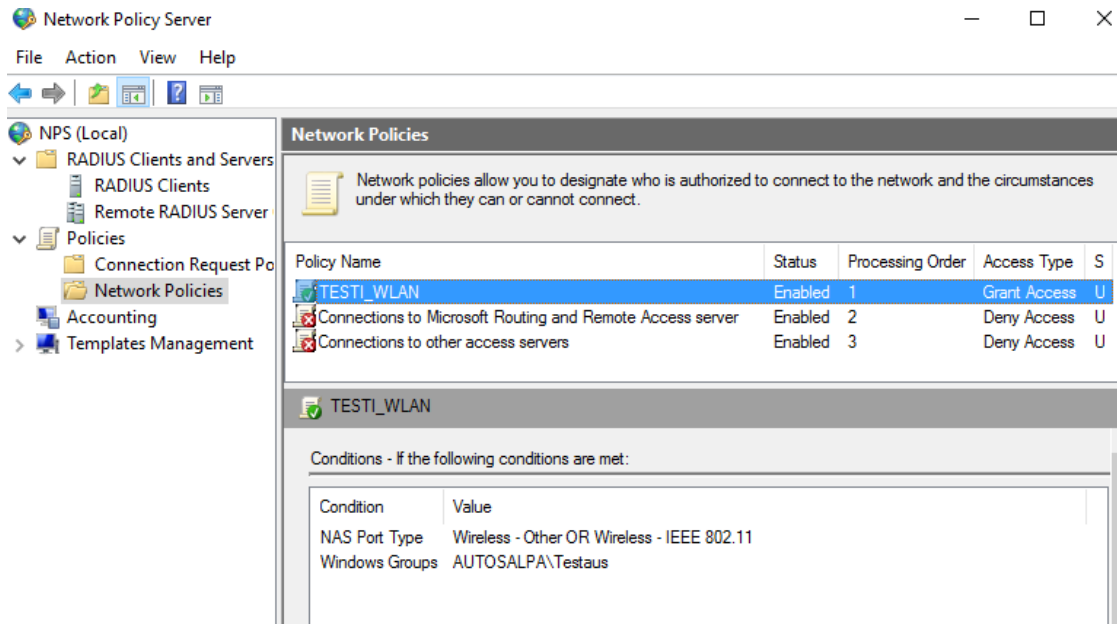 Network Policy Server
File Action View Help
NPS (Local)
RADIUS Clients and Servers
RADIUS Clients
Remote RADIUS Server
Policies
Connection Request Po
Network Policies
Accounting
Templates Management
Network Policies
Network policies allow you to designate who is authorized to connect to the network and the circumstances
under which they can or cannot connect.
Policy Name Status Processing Order Access Type S
TESTI_WLAN Enabled 1 Grant Access U
Connections to Microsoft Routing and Remote Access server Enabled 2 Deny Access U
Connections to other access servers Enabled 3 Deny Access U
TESTI_WLAN
Conditions - If the following conditions are met:
Condition Value
NAS Port Type Wireless - Other OR Wireless - IEEE 802.11
Windows Groups AUTOSALPA\Testaus